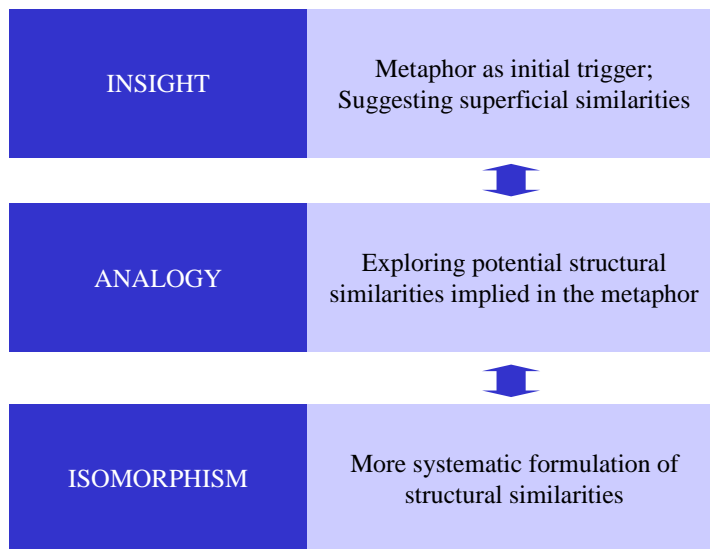 INSIGHT
Metaphor as initial trigger;
Suggesting superficial similarities
ANALOGY
Exploring potential structural
similarities implied in the metaphor
ISOMORPHISM
More systematic formulation of
structural similarities